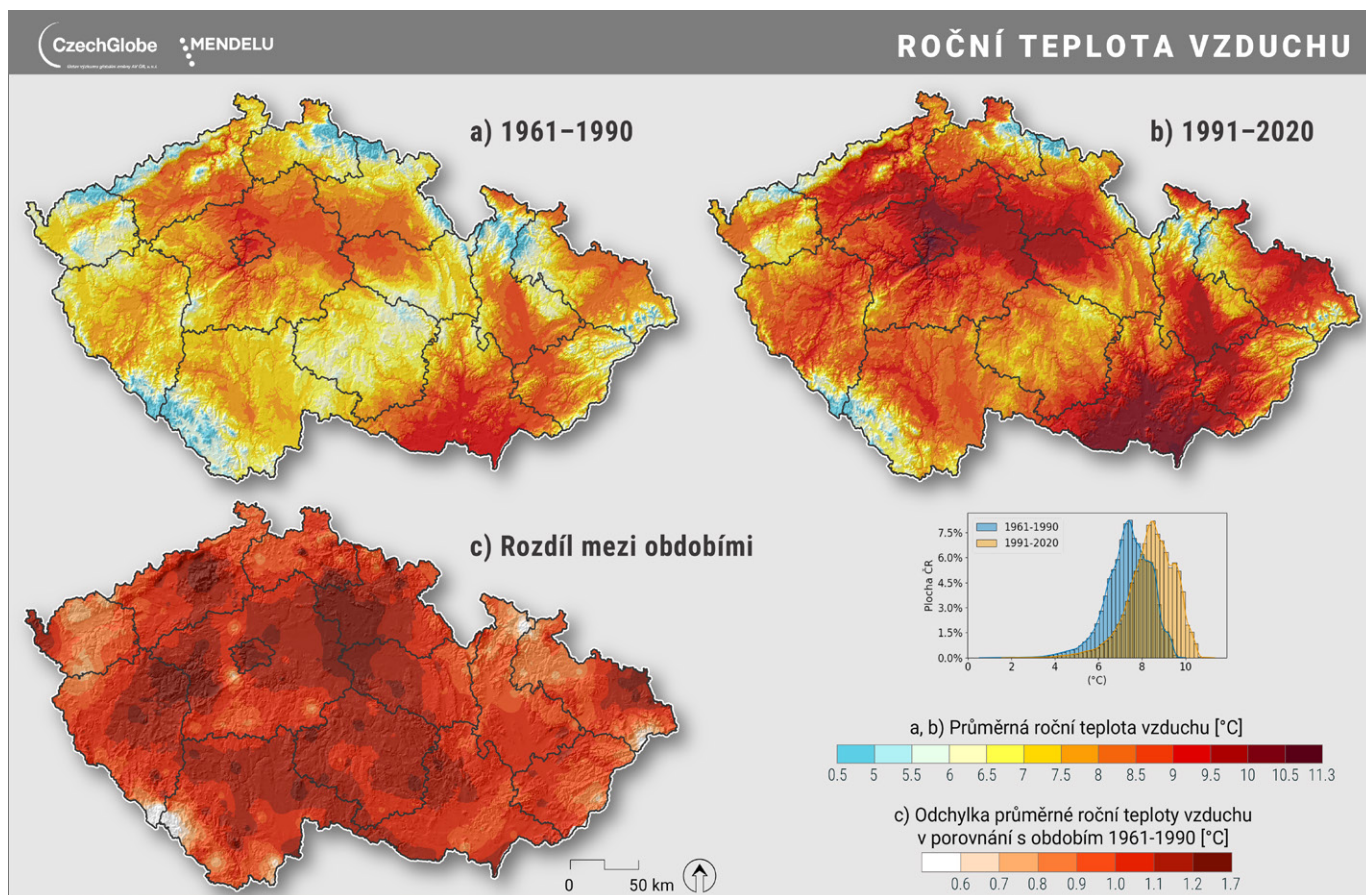 CzechGlobe MENDELU
ROČNÍ TEPLOTA VZDUCHU
a) 1961–1990
b) 1991–2020
c) Rozdíl mezi obdobími
7.5%
6.0%
4.5%
3.0%
1.5%
0.0%
Plocha ČR
1961-1990
1991-2020
0 2 4 6 8 10
(°C)
a, b) Průměrná roční teplota vzduchu [°C]
0.5 5 5.5 6 6.5 7 7.5 8 8.5 9 9.5 10 10.5 11.3
c) Odchylka průměrné roční teploty vzduchu
v porovnání s obdobím 1961-1990 [°C]
0.6 0.7 0.8 0.9 1.0 1.1 1.2 1.7
0 50 km